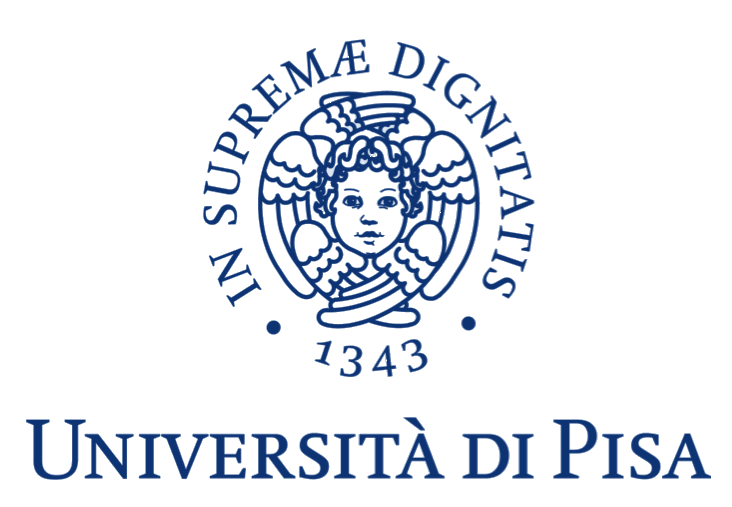 IN SUPREMÆ DIGNITATIS
• 1343 •
UNIVERSITÀ DI PISA